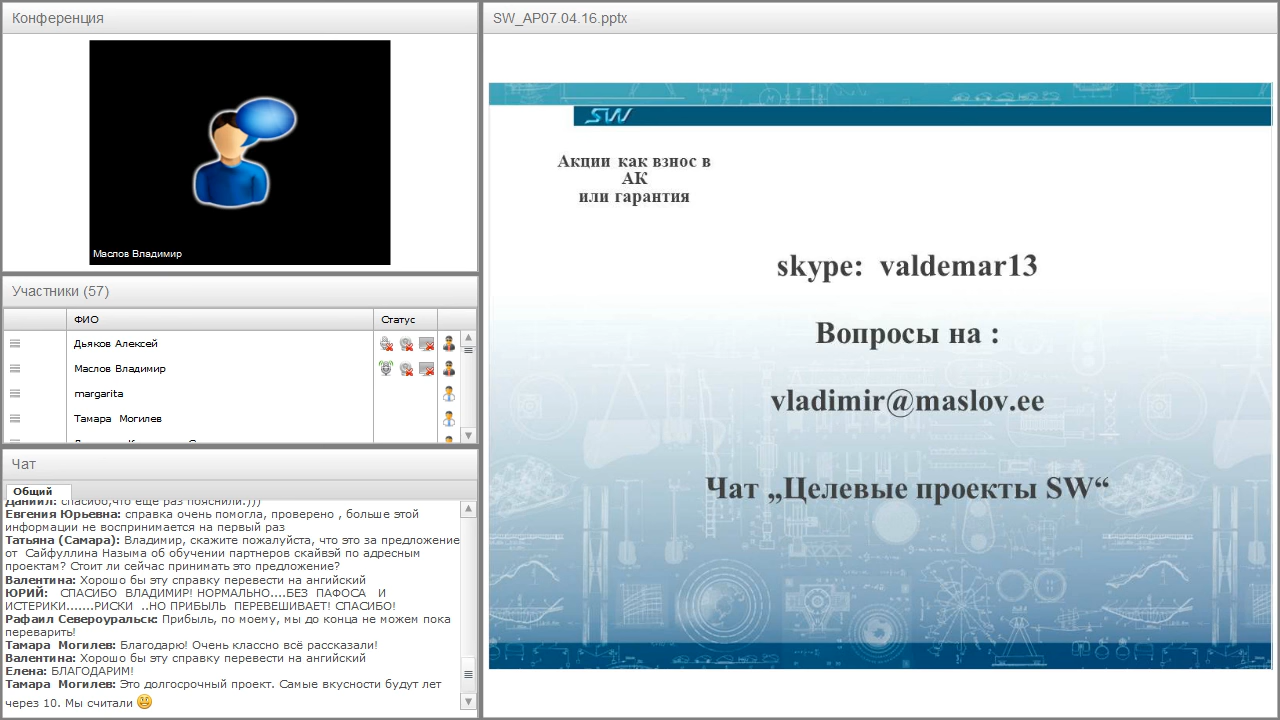 Конференция
Маслов Владимир
Участники (57)
ФИО
Статус
Дьяков Алексей
Маслов Владимир
margarita
Тамара Могилев
Чат
Общий
Даниил: спасибо,что еще раз пояснили:)))
Евгения Юрьевна: справка очень помогла, проверено , больше этой
информации не воспринимается на первый раз
Татьяна (Самара): Владимир, скажите пожалуйста, что это за предложение
от Сайфуллина Назыма об обучении партнеров скайвэй по адресным
проектам? Стоит ли сейчас принимать это предложение?
Валентина: Хорошо быэту справку перевести на английский
ЮРИЙ: СПАСИБО ВЛАДИМИР! НОРМАЛЬНО....БЕЗ ПАФОСА И
ИСТЕРИКИ.......РИСКИ ..НО ПРИБЫЛЬ ПЕРЕВЕШИВАЕТ! СПАСИБО!
Рафаил Североуральск: Прибыль, по моему, мы до конца не можем пока
переварить!
Тамара Могилев: Благодарю! Очень классно всё рассказали!
Валентина: Хорошо бы эту справку перевести на английский
Елена: БЛАГОДАРИМ!
Тамара Могилев: Это долгосрочный проект. Самые вкусности будут лет
через 10. Мы считали
SW_AP07.04.16.pptx
SW
Акции как взнос в
АК
или гарантия
skype: valdemar13
Вопросы на :
vladimir@maslov.ee
Чат „Целевые проекты SW“